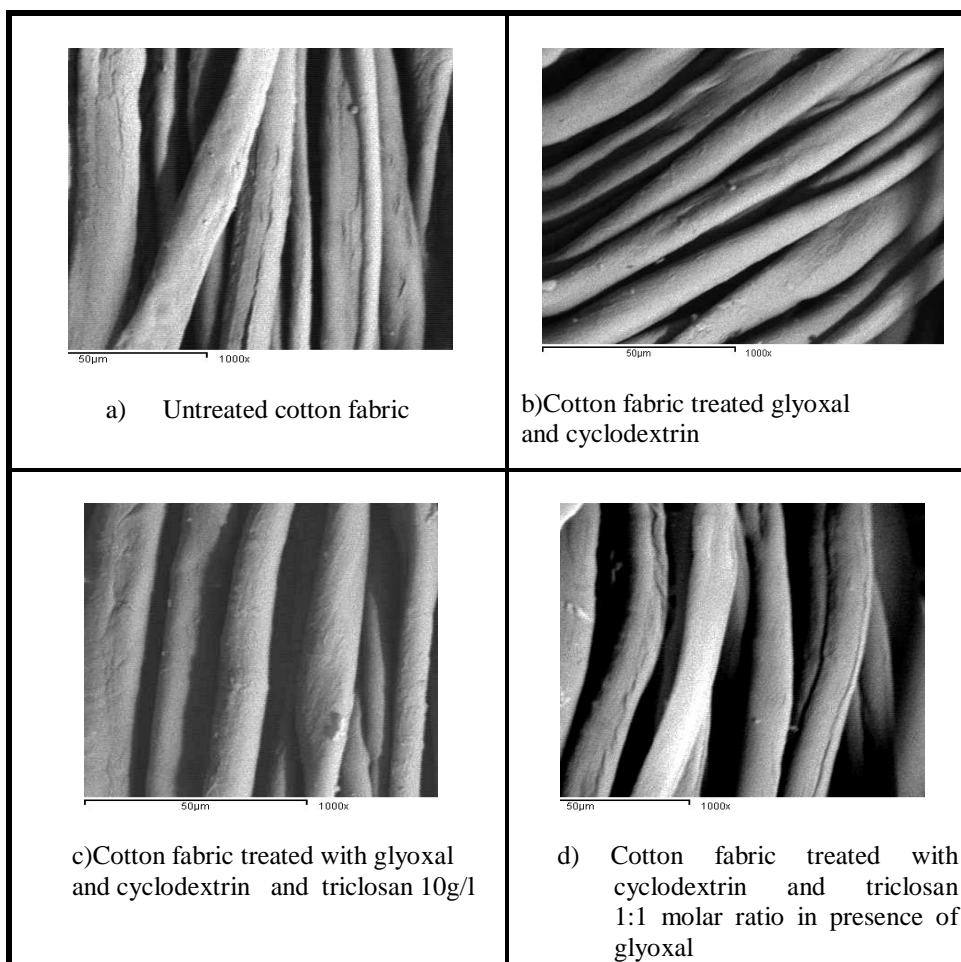 50µm 1000x
a) Untreated cotton fabric
50µm 1000x
b)Cotton fabric treated glyoxal
and cyclodextrin
50µm 1000x
c)Cotton fabric treated with glyoxal
and cyclodextrin and triclosan 10g/l
50µm 1000x
d) Cotton fabric treated with
cyclodextrin and triclosan
1:1 molar ratio in presence of
glyoxal